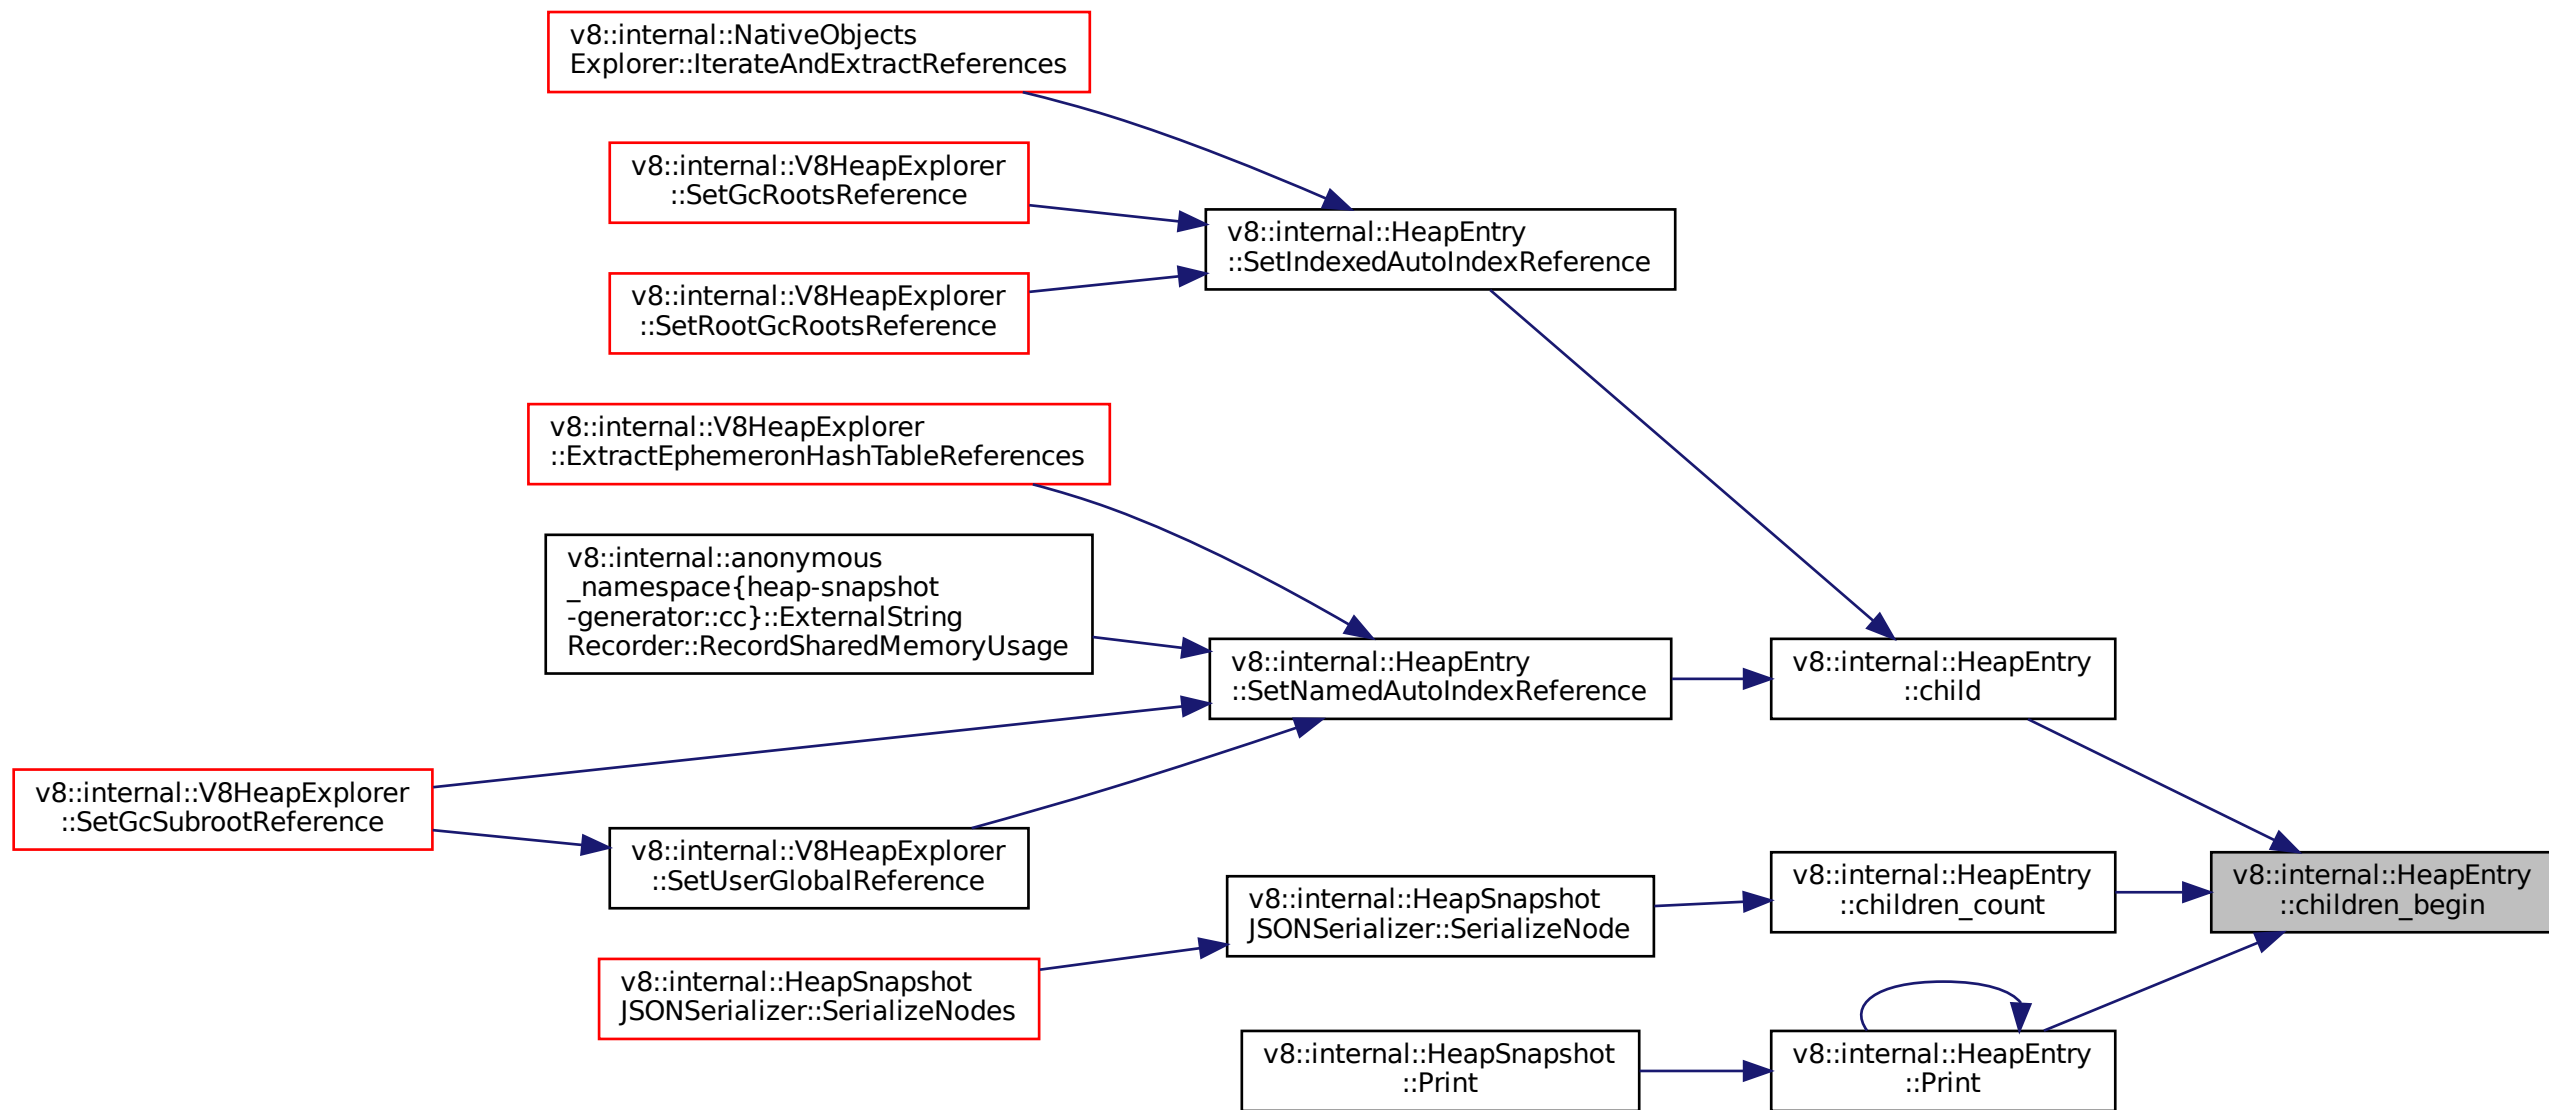 v8::internal::NativeObjects
Explorer::IterateAndExtractReferences
v8::internal::V8HeapExplorer
::SetGcRootsReference
v8::internal::HeapEntry
::SetIndexedAutoIndexReference
v8::internal::V8HeapExplorer
::SetRootGcRootsReference
v8::internal::V8HeapExplorer
::ExtractEphemeronHashTableReferences
v8::internal::anonymous
_namespace{heap-snapshot
-generator::cc}::ExternalString
Recorder::RecordSharedMemoryUsage
v8::internal::HeapEntry
::SetNamedAutoIndexReference
v8::internal::HeapEntry
::child
v8::internal::V8HeapExplorer
::SetGcSubrootReference
v8::internal::V8HeapExplorer
::SetUserGlobalReference
v8::internal::HeapSnapshot
JSONSerializer::SerializeNode
v8::internal::HeapEntry
::children_count
v8::internal::HeapEntry
::children_begin
v8::internal::HeapSnapshot
JSONSerializer::SerializeNodes
v8::internal::HeapSnapshot
::Print
v8::internal::HeapEntry
::Print